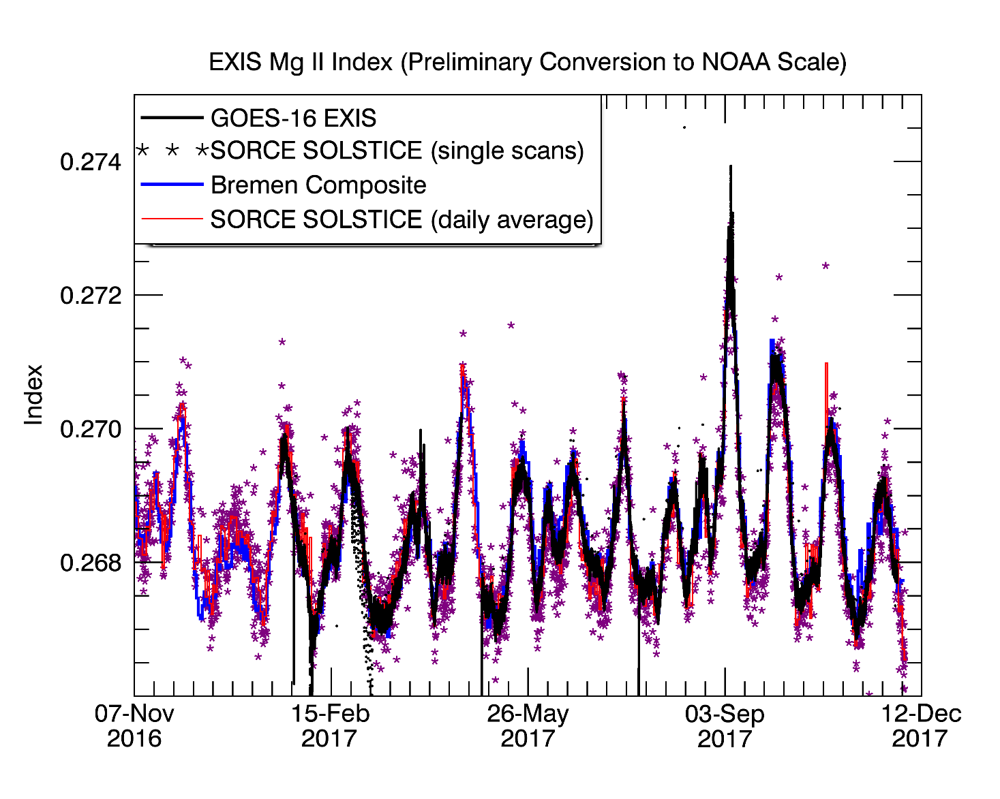 EXIS Mg II Index (Preliminary Conversion to NOAA Scale)
GOES-16 EXIS
SORCE SOLSTICE (single scans)
Bremen Composite
SORCE SOLSTICE (daily average)
0.274
0.272
0.270
0.268
Index
07-Nov 15-Feb 26-May 03-Sep 12-Dec
2016 2017 2017 2017 2017